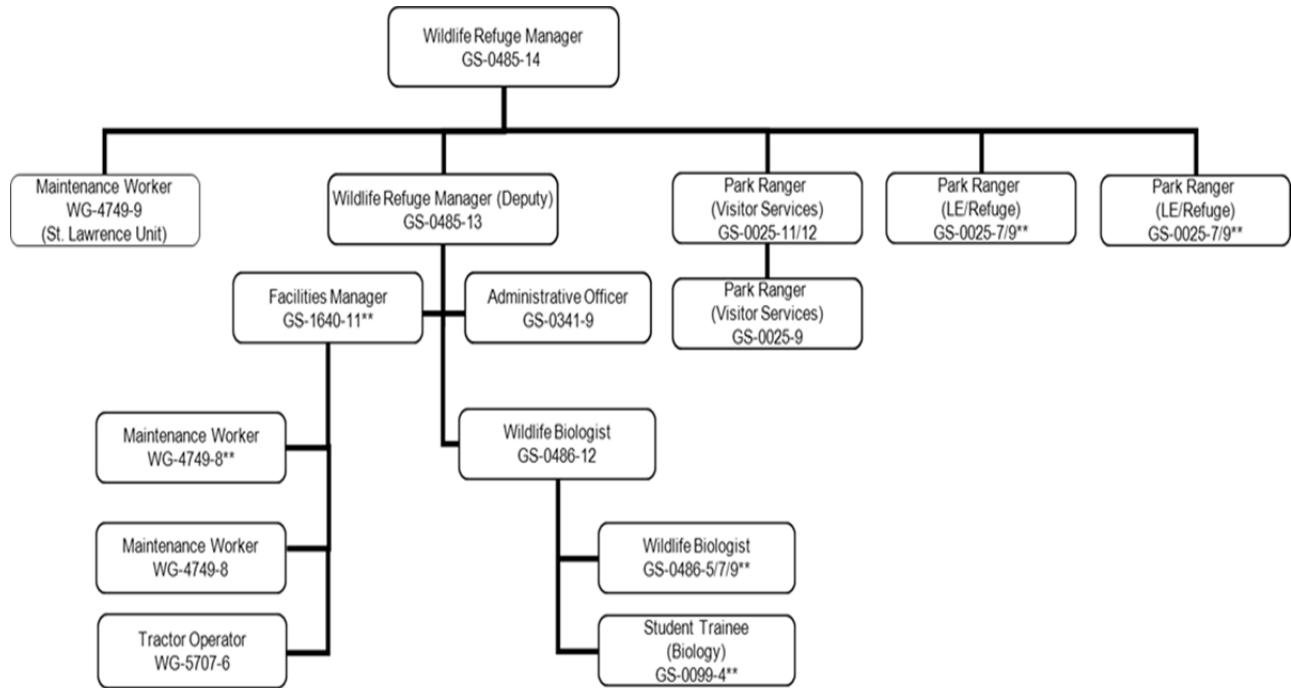 Wildlife Refuge Manager
GS-0485-14
Maintenance Worker
WG-4749-9
(St. Lawrence Unit)
Wildlife Refuge Manager (Deputy)
GS-0485-13
Park Ranger
(Visitor Services)
GS-0025-11/12
Park Ranger
(LE/Refuge)
GS-0025-7/9**
Park Ranger
(LE/Refuge)
GS-0025-7/9**
Facilities Manager
GS-1640-11**
Administrative Officer
GS-0341-9
Park Ranger
(Visitor Services)
GS-0025-9
Maintenance Worker
WG-4749-8**
Wildlife Biologist
GS-0486-12
Maintenance Worker
WG-4749-8
Wildlife Biologist
GS-0486-5/7/9**
Tractor Operator
WG-5707-6
Student Trainee
(Biology)
GS-0099-4**